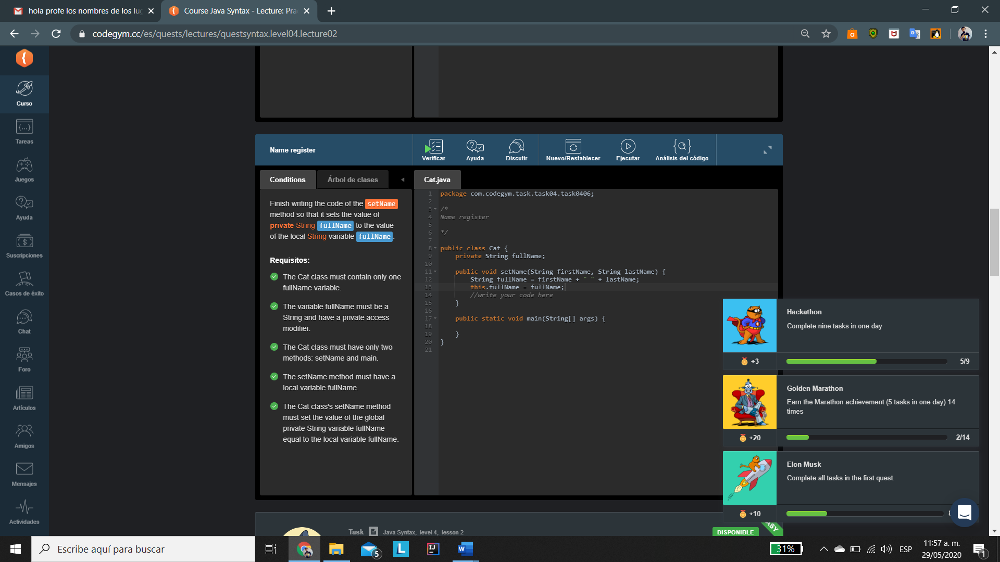 hola profe los nombres de los lug
Course Java Syntax - Lecture: Pra
codegym.cc/es/quests/lectures/questsyntax.level04.lecture02
Curso
Tareas
Juegos
Ayuda
Suscripciones
Casos de éxito
Chat
Foro
Artículos
Amigos
Mensajes
Actividades
Name register
Verificar
Ayuda
Discutir
Nuevo/Restablecer
Ejecutar
Análisis del código
Conditions
Árbol de clases
Cat.java
Finish writing the code of the setName
method so that it sets the value of
private String fullName to the value
of the local String variable fullName.
Requisitos:
The Cat class must contain only one
fullName variable.
The variable fullName must be a
String and have a private access
modifier.
The Cat class must have only two
methods: setName and main.
The setName method must have a
local variable fullName.
The Cat class's setName method
must set the value of the global
private String variable fullName
equal to the local variable fullName.
1 package com.codegym.task.task04.task0406;
2
3 /*
4 Name register
5
6 */
7
8 public class Cat {
9 private String fullName;
10
11 public void setName(String firstName, String lastName) {
12 String fullName = firstName + " " + lastName;
13 this.fullName = fullName;
14 //write your code here
15 }
16
17 public static void main(String[] args) {
18
19 }
20 }
21
Hackathon
Complete nine tasks in one day
+3
5/9
Golden Marathon
Earn the Marathon achievement (5 tasks in one day) 14
times
+20
2/14
Elon Musk
Complete all tasks in the first quest.
+10
Task
Java Syntax, level 4, lesson 2
DISPONIBLE
Escribe aquí para buscar
5
31%
ESP
11:57 a. m.
29/05/2020
1